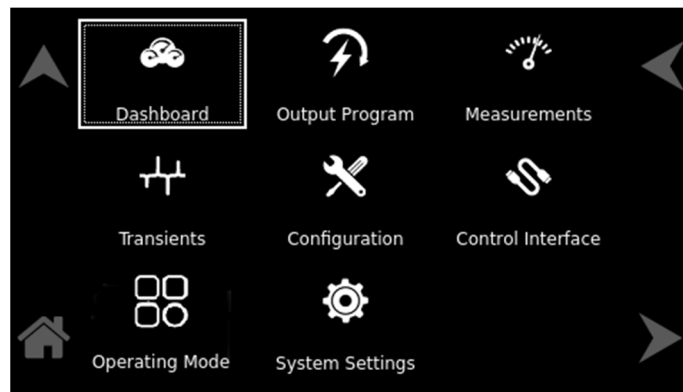 Dashboard
Output Program
Measurements
Transients
Configuration
Control Interface
Operating Mode
System Settings